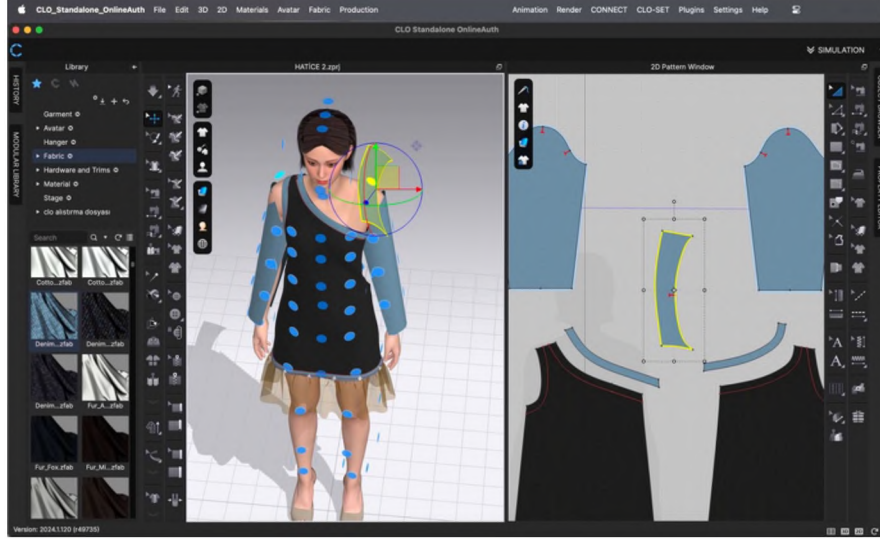 CLO_Standalone_OnlineAuth File Edit 3D 2D Materials Avatar Fabric Production Animation Render CONNECT CLO-SET Plugins Settings Help
CLO Standalone OnlineAuth
SIMULATION
Library
HATİCE 2.zprj
2D Pattern Window
HISTORY
MODULAR LIBRARY
Garment
Avatar
Hanger
Fabric
Hardware and Trims
Material
Stage
clo alıstırma dosyası
Search
Cotto...zfab Cotto...zfab
Denim...zfab Denim...zfab
Denim...zfab Fur_A...zfab
Fur_Fox.zfab Fur_Mi...zfab
A
A
Version: 2024.1.120 (r49735)